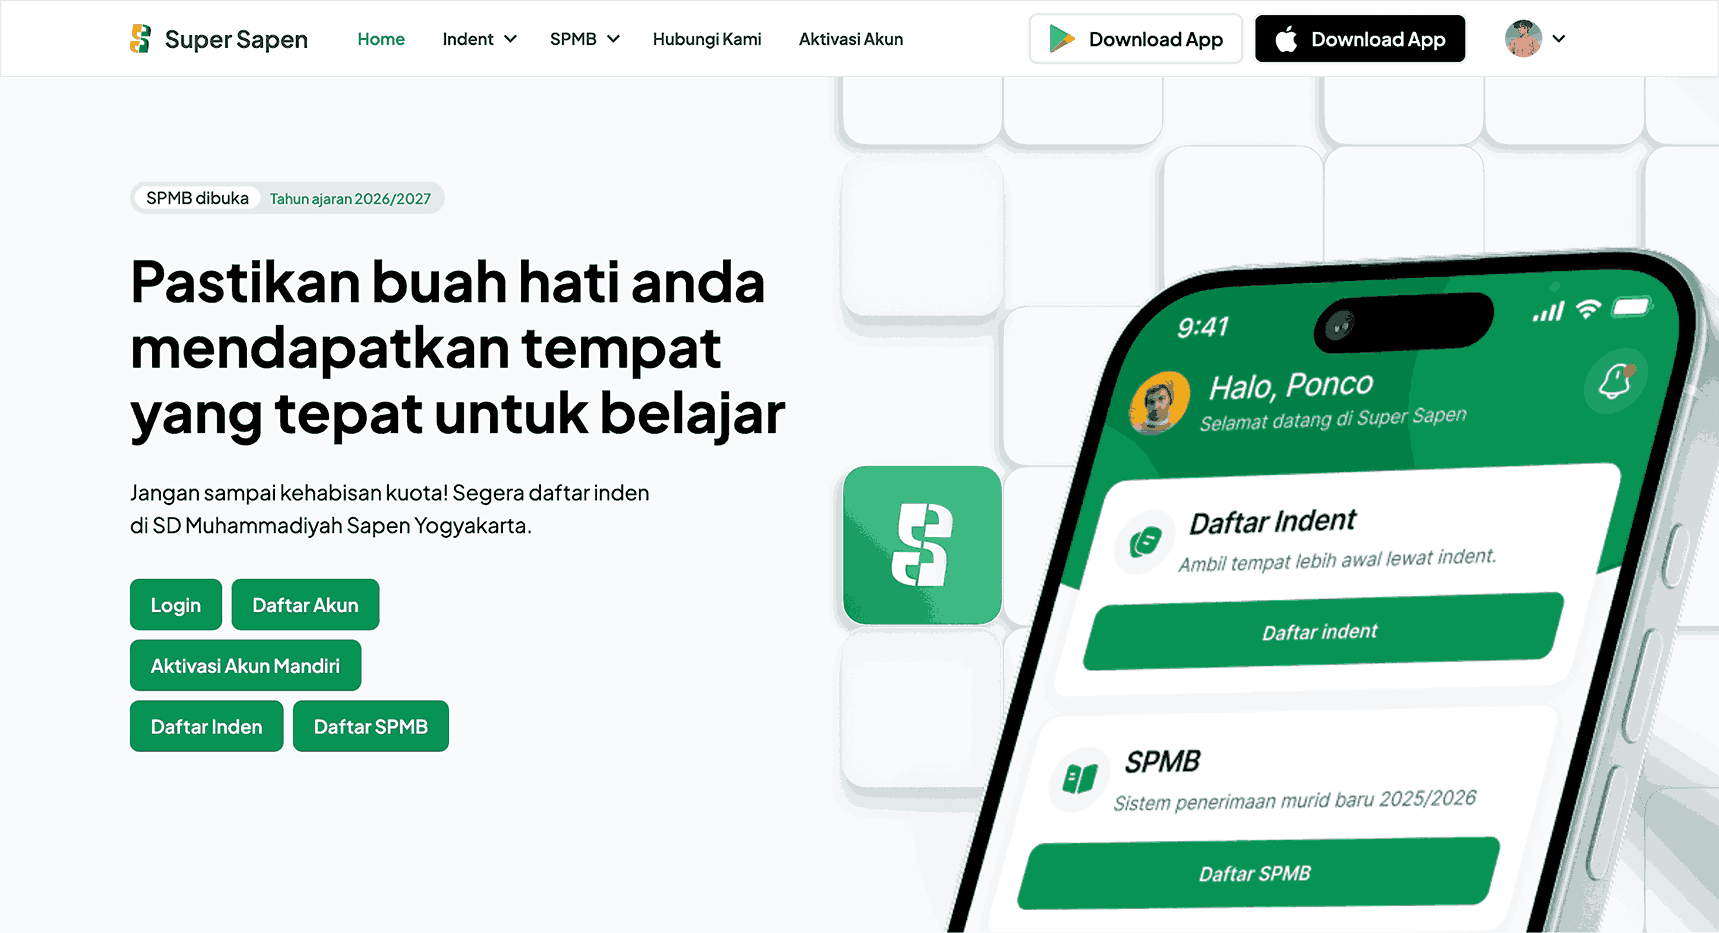 Super Sapen
Home
Indent
SPMB
Hubungi Kami
Aktivasi Akun
Download App
Download App
SPMB dibuka
Tahun ajaran 2026/2027
Pastikan buah hati anda
mendapatkan tempat
yang tepat untuk belajar
Jangan sampai kehabisan kuota! Segera daftar inden
di SD Muhammadiyah Sapen Yogyakarta.
Login
Daftar Akun
Aktivasi Akun Mandiri
Daftar Inden
Daftar SPMB
9:41
Halo, Ponco
Selamat datang di Super Sapen
Daftar Indent
Ambil tempat lebih awal lewat indent.
Daftar indent
SPMB
Sistem penerimaan murid baru 2025/2026
Daftar SPMB